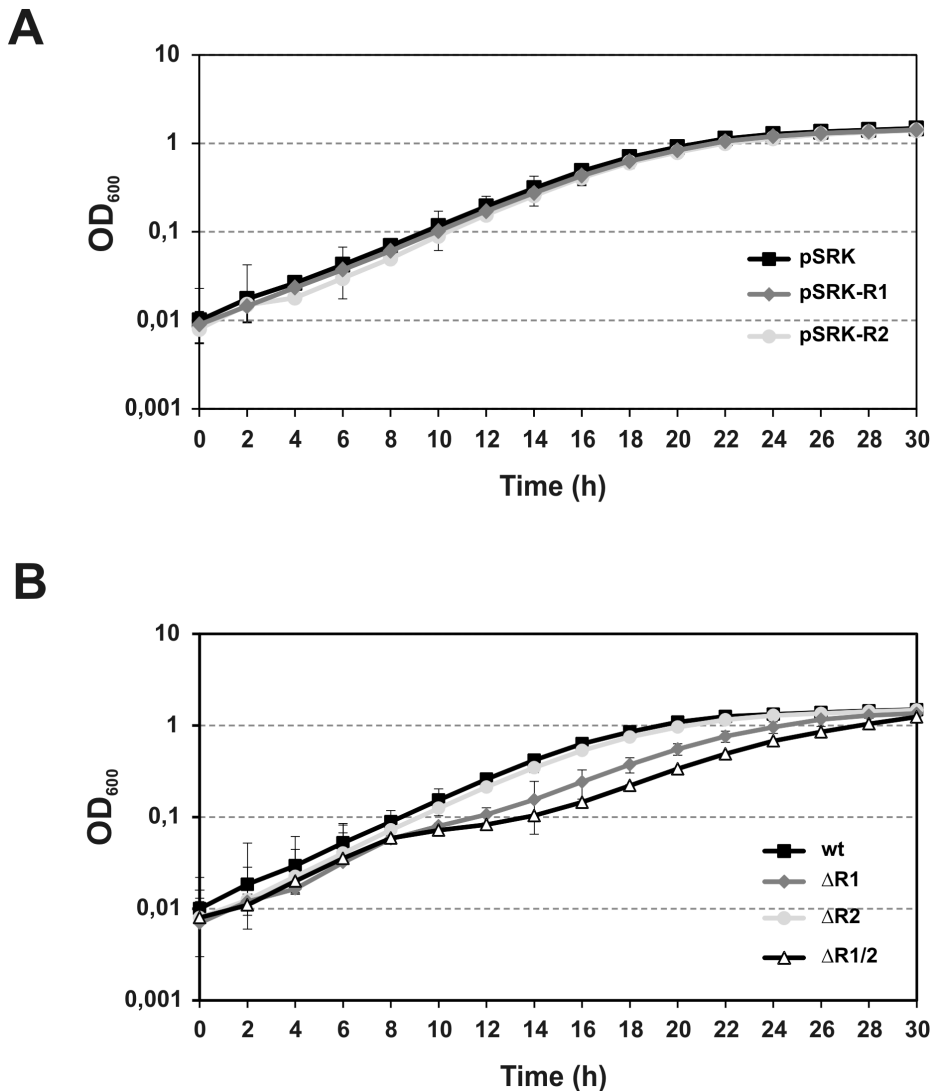 A
10
1
0,1
0,01
0,001
OD600
pSRK
pSRK-R1
pSRK-R2
0 2 4 6 8 10 12 14 16 18 20 22 24 26 28 30
Time (h)
B
10
1
0,1
0,01
0,001
OD600
wt
ΔR1
ΔR2
ΔR1/2
0 2 4 6 8 10 12 14 16 18 20 22 24 26 28 30
Time (h)